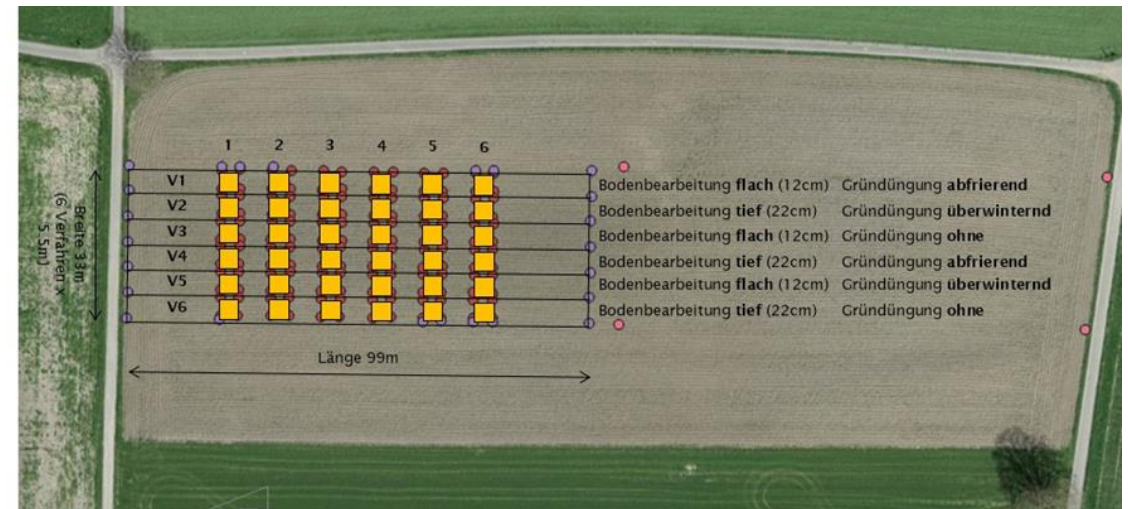 1 2 3 4 5 6
V1 Bodenbearbeitung flach (12cm) Gründüngung abfrierend
V2 Bodenbearbeitung tief (22cm) Gründüngung überwinternd
V3 Bodenbearbeitung flach (12cm) Gründüngung ohne
V4 Bodenbearbeitung tief (22cm) Gründüngung abfrierend
V5 Bodenbearbeitung flach (12cm) Gründüngung überwinternd
V6 Bodenbearbeitung tief (22cm) Gründüngung ohne
Breite 33m
(6 Verfahren x
5.5m)
Länge 99m